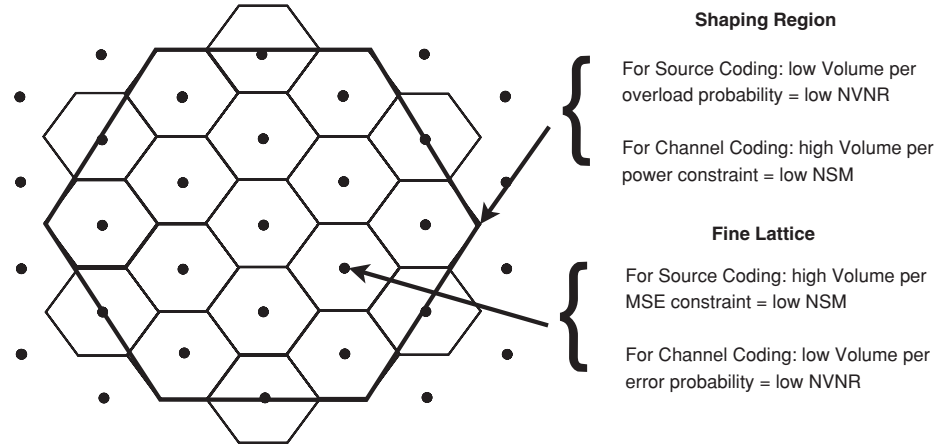 Shaping Region
For Source Coding: low Volume per
overload probability = low NVNR
For Channel Coding: high Volume per
power constraint = low NSM
Fine Lattice
For Source Coding: high Volume per
MSE constraint = low NSM
For Channel Coding: low Volume per
error probability = low NVNR